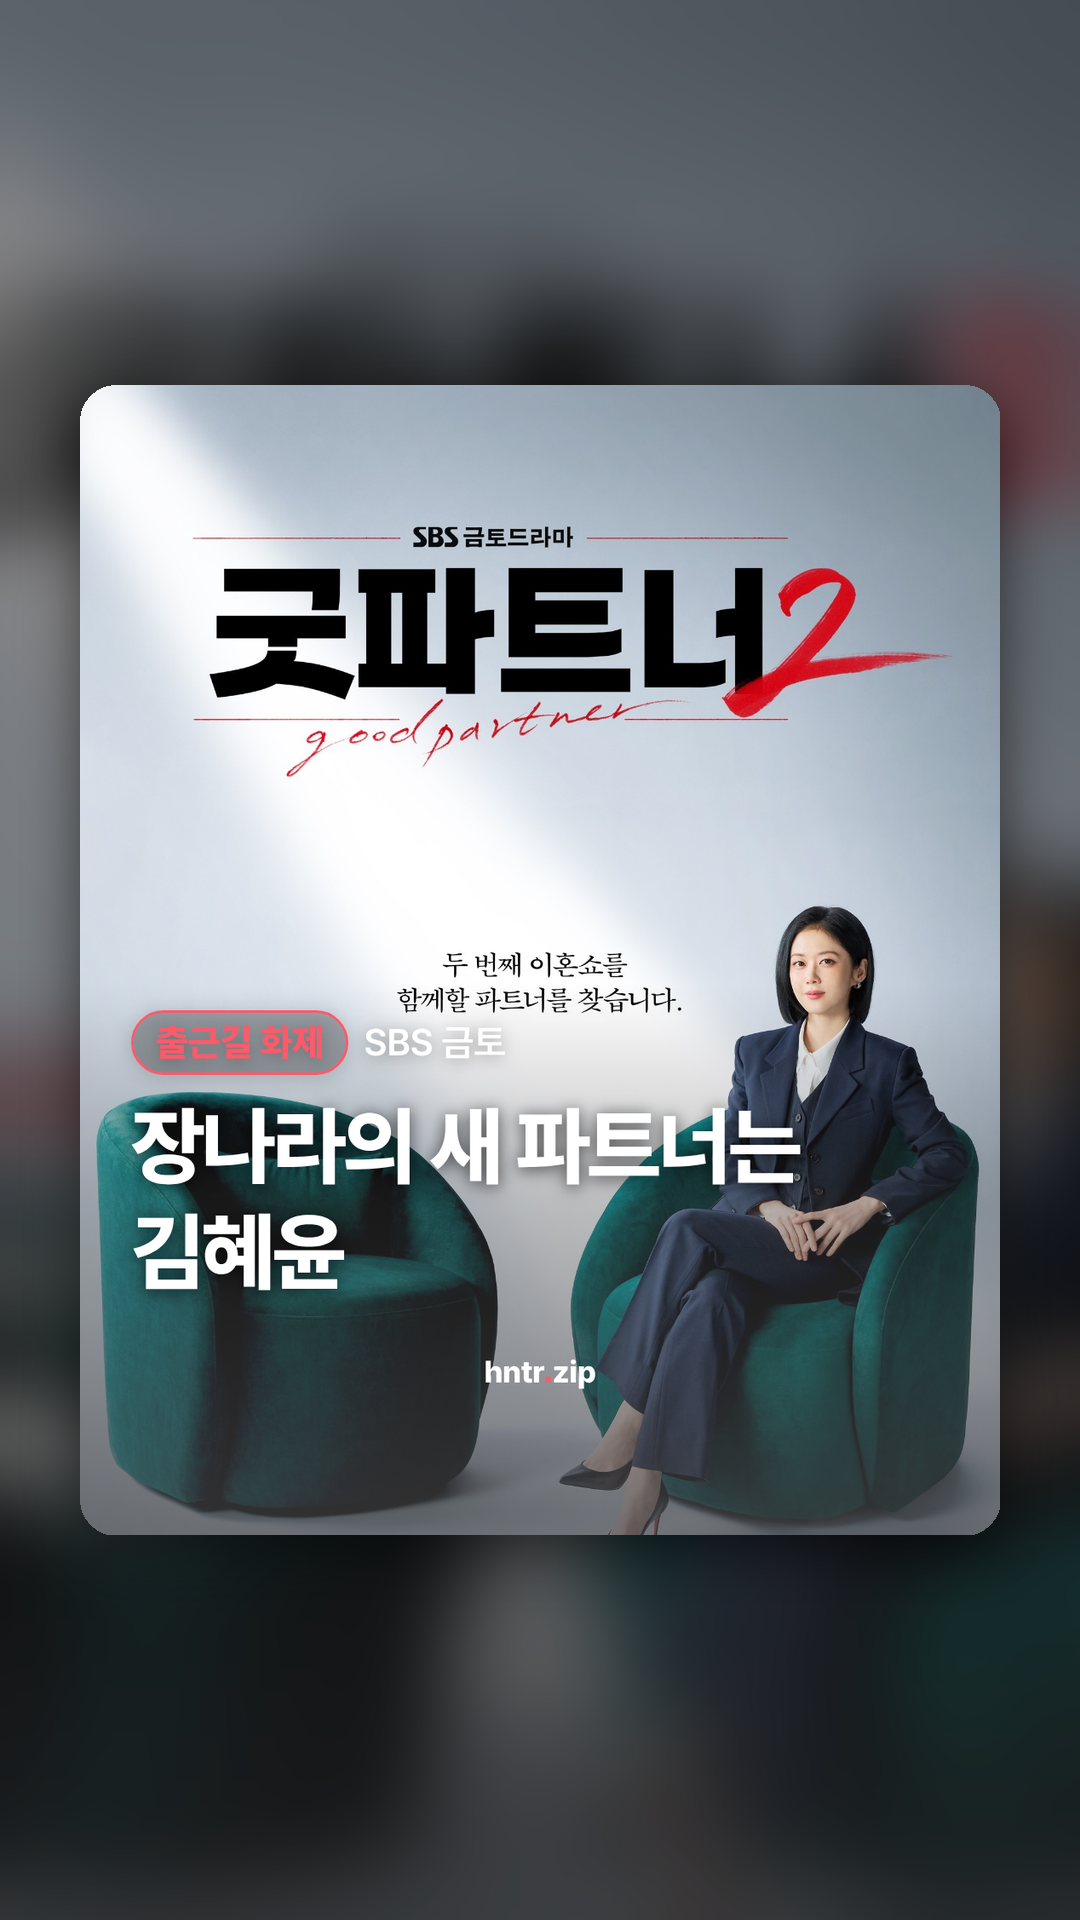 SBS 금토드라마
굿파트너2
good partner
두 번째 이혼쇼를
함께할 파트너를 찾습니다.
출근길 화제 SBS 금토
장나라의 새 파트너는
김혜윤
hntr.zip